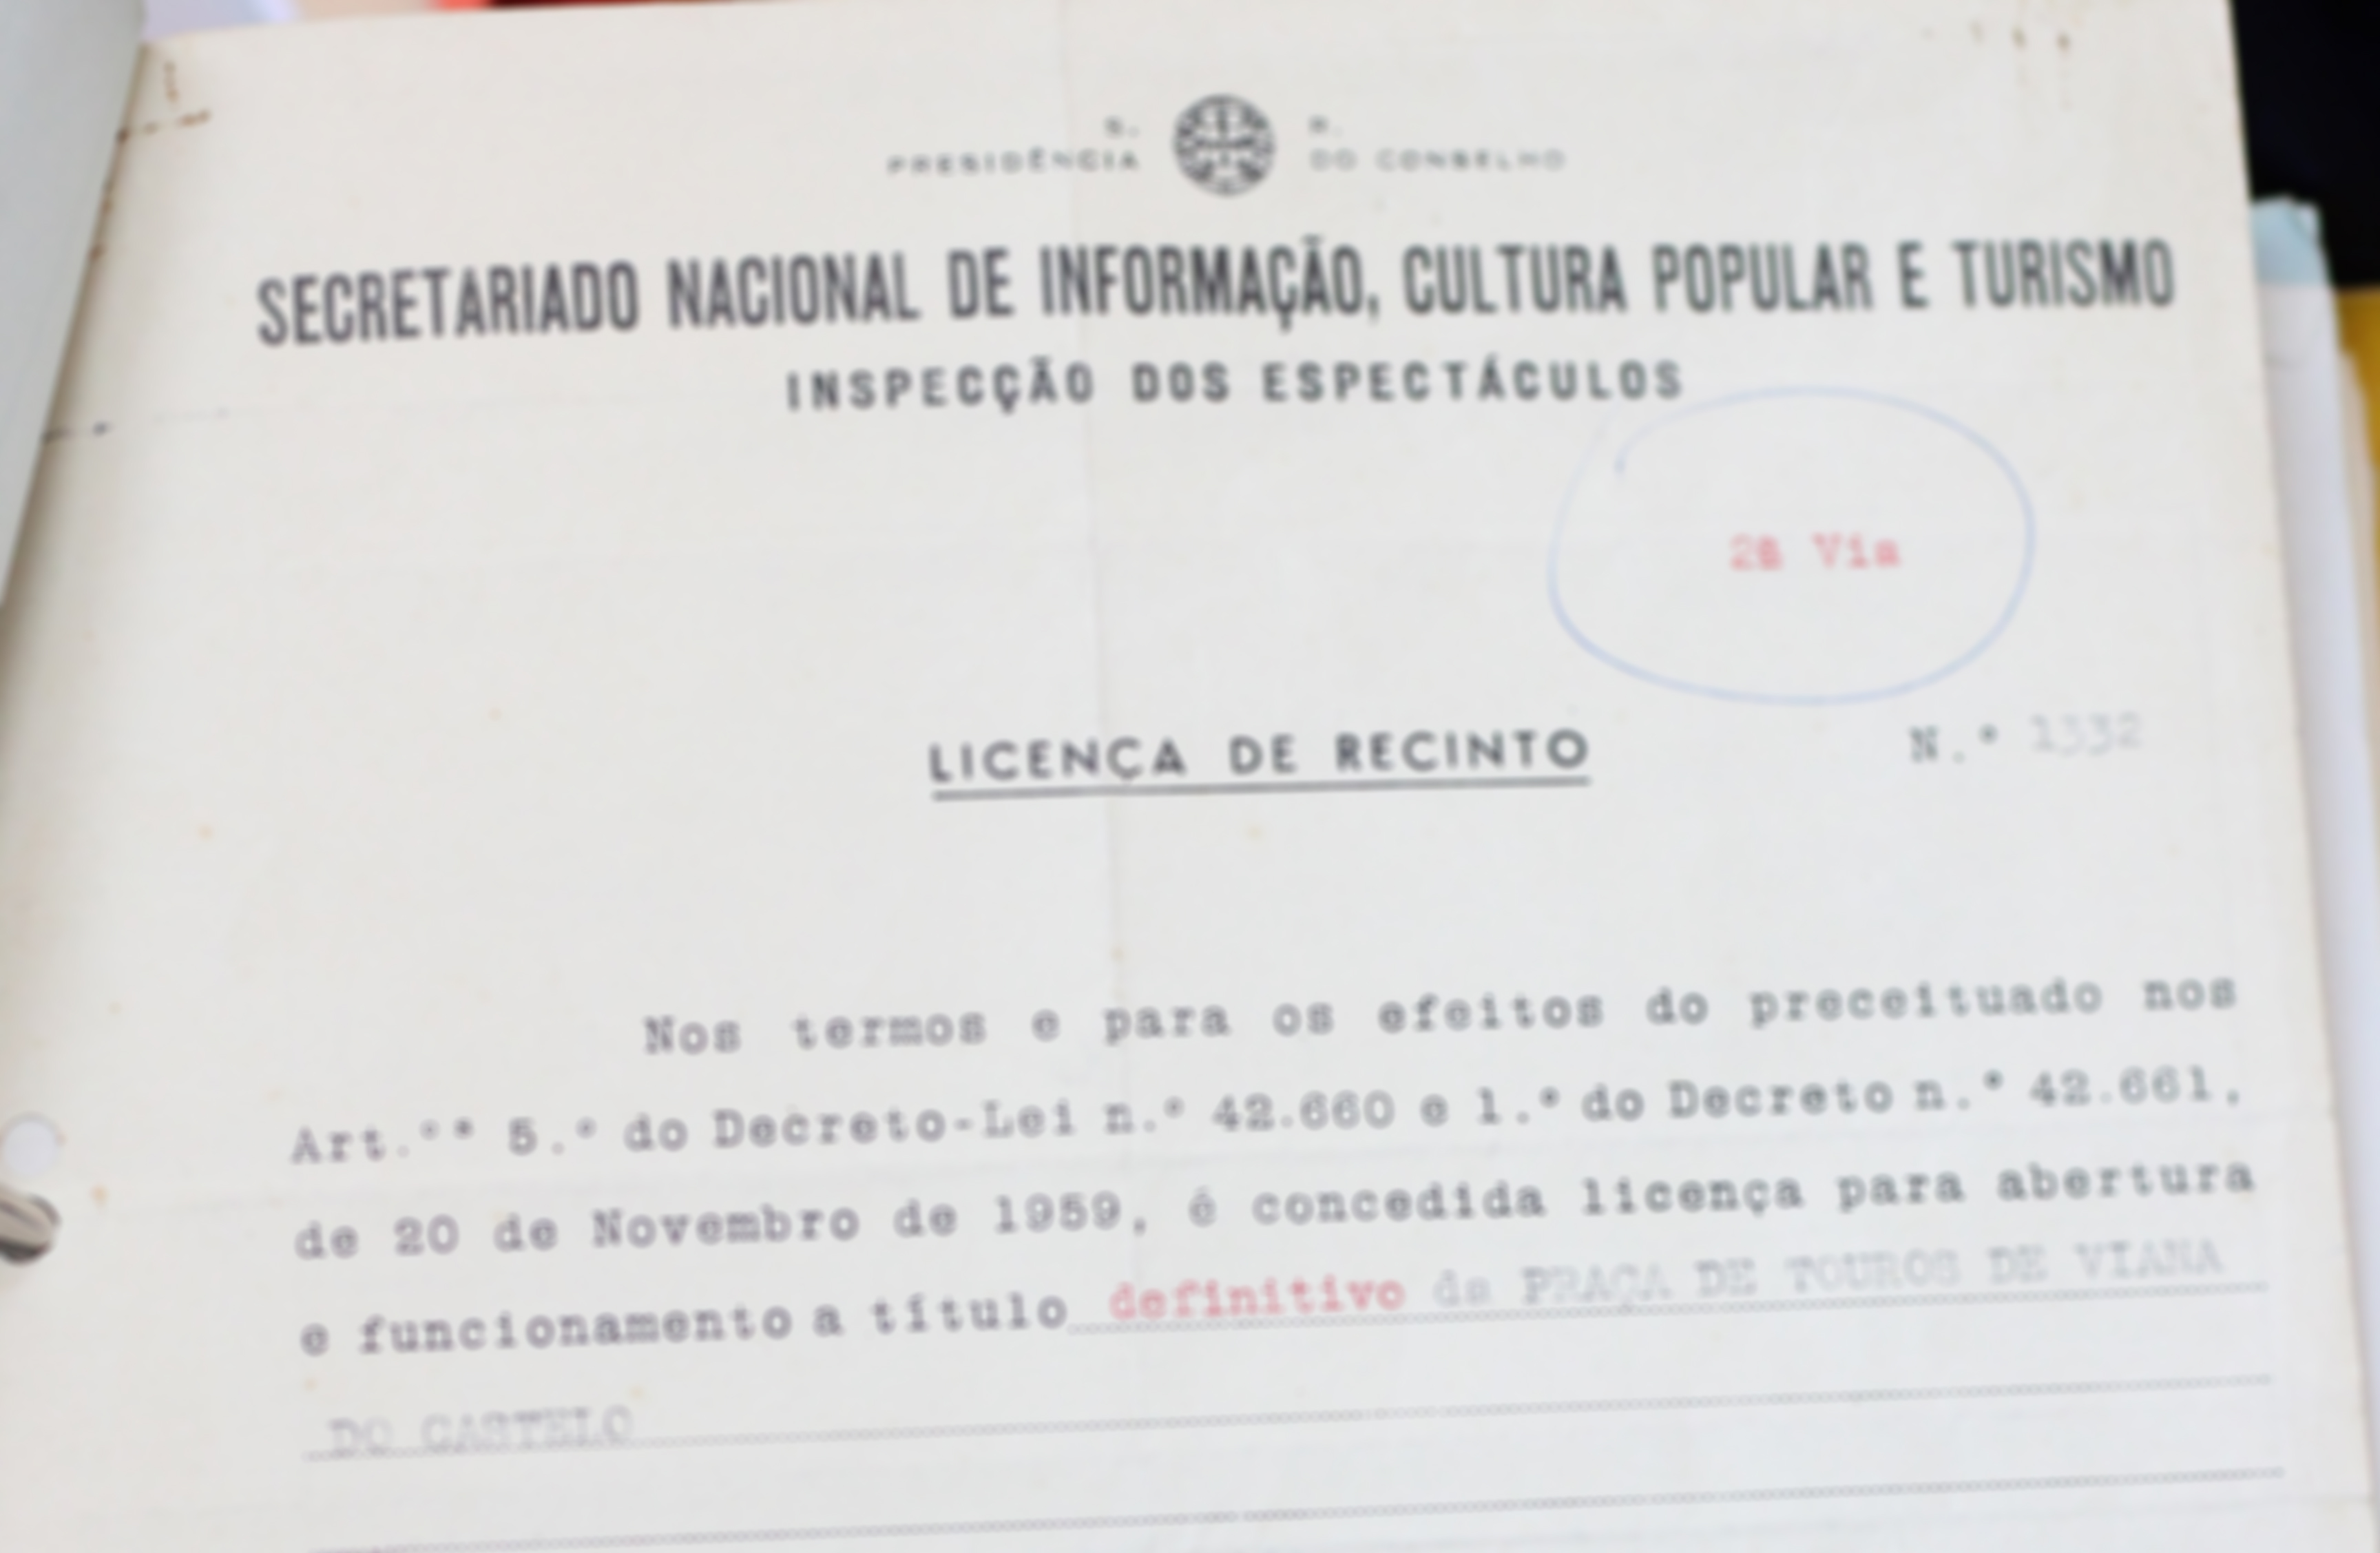 S. R.
PRESIDÊNCIA DO CONSELHO
SECRETARIADO NACIONAL DE INFORMAÇÃO, CULTURA POPULAR E TURISMO
INSPECÇÃO DOS ESPECTÁCULOS
2ª Via
LICENÇA DE RECINTO N.º 1332
Nos termos e para os efeitos do preceituado nos
Art.ºs 5.º do Decreto-Lei n.º 42.660 e 1.º do Decreto n.º 42.661,
de 20 de Novembro de 1959, é concedida licença para abertura
e funcionamento a título definitivo da PRAÇA DE TOUROS DE VIANA
DO CASTELO